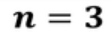 n = 3